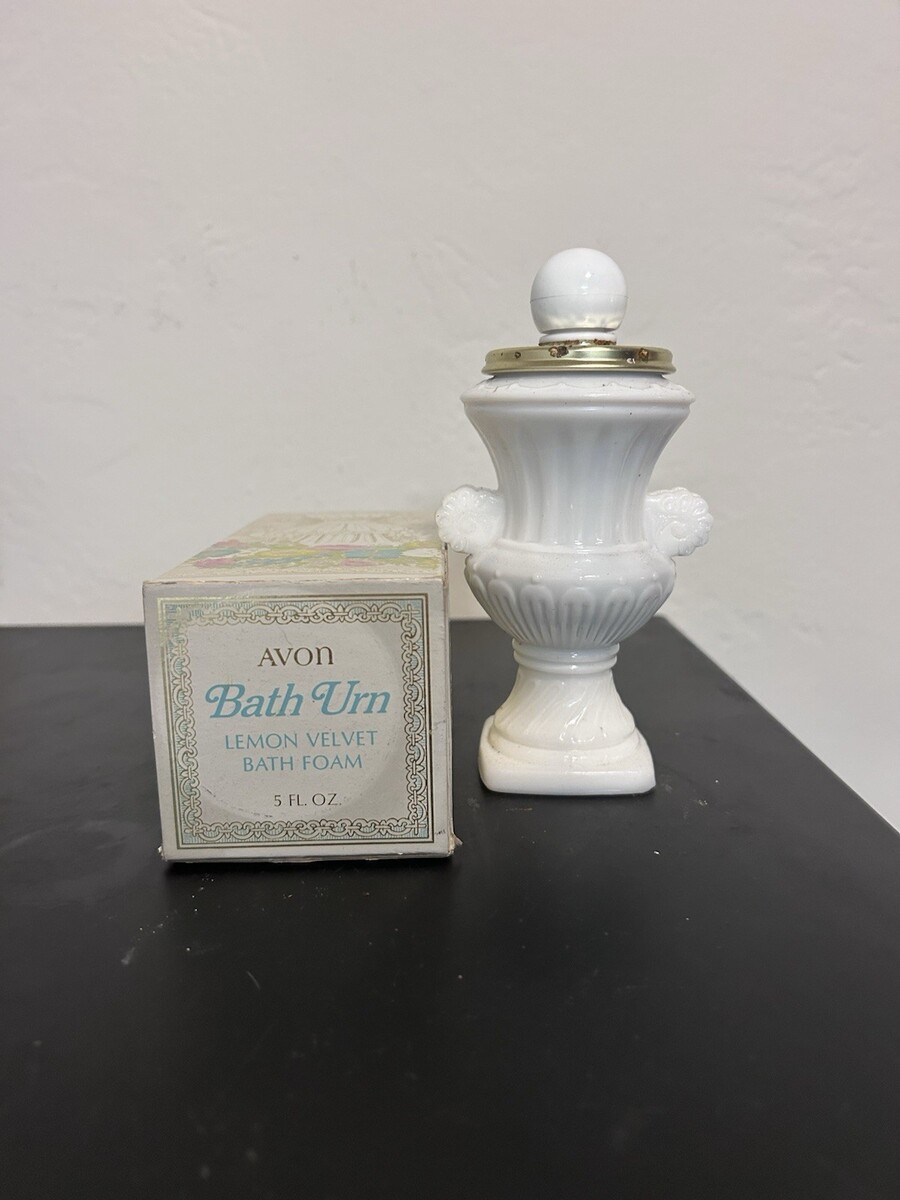 AVON
Bath Urn
LEMON VELVET
BATH FOAM
5 FL. OZ.